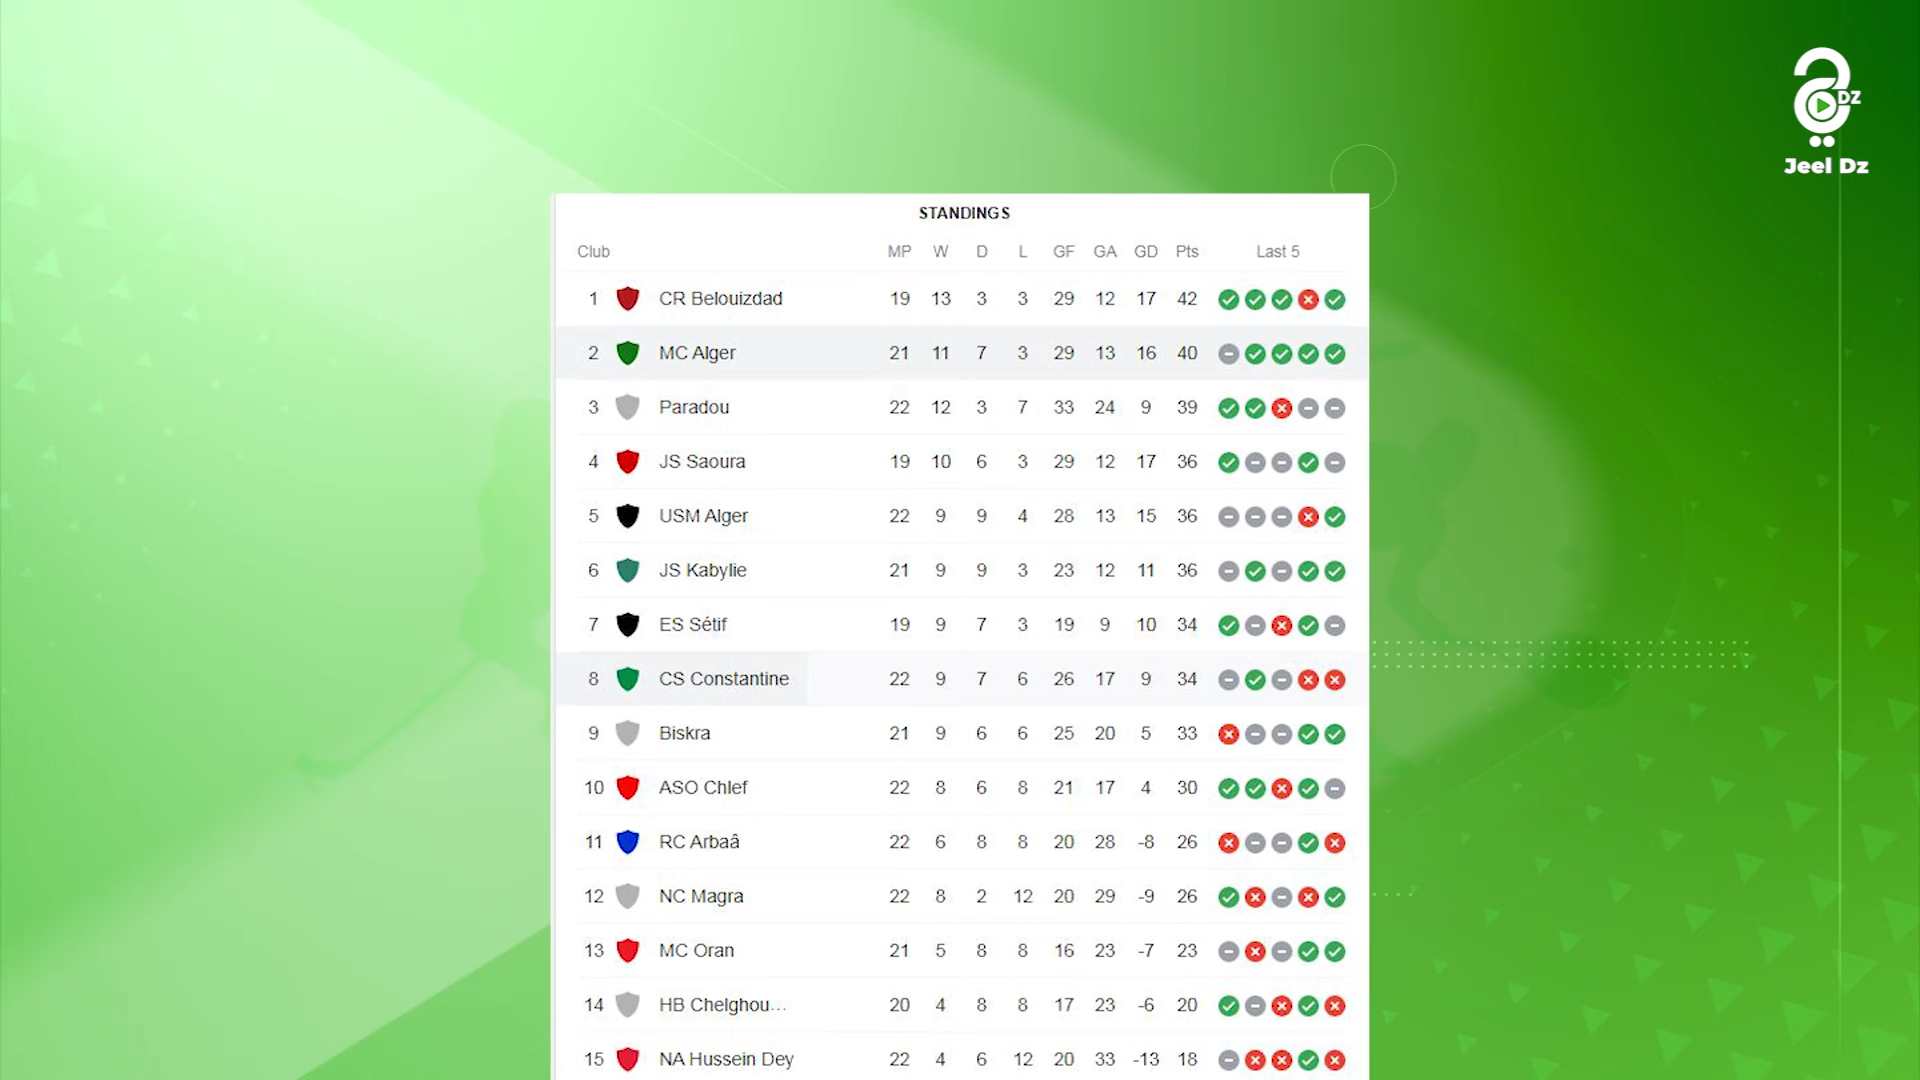 DZ
Jeel Dz
STANDINGS
Club MP W D L GF GA GD Pts Last 5
1 CR Belouizdad 19 13 3 3 29 12 17 42
2 MC Alger 21 11 7 3 29 13 16 40
3 Paradou 22 12 3 7 33 24 9 39
4 JS Saoura 19 10 6 3 29 12 17 36
5 USM Alger 22 9 9 4 28 13 15 36
6 JS Kabylie 21 9 9 3 23 12 11 36
7 ES Sétif 19 9 7 3 19 9 10 34
8 CS Constantine 22 9 7 6 26 17 9 34
9 Biskra 21 9 6 6 25 20 5 33
10 ASO Chlef 22 8 6 8 21 17 4 30
11 RC Arbaâ 22 6 8 8 20 28 -8 26
12 NC Magra 22 8 2 12 20 29 -9 26
13 MC Oran 21 5 8 8 16 23 -7 23
14 HB Chelghou... 20 4 8 8 17 23 -6 20
15 NA Hussein Dey 22 4 6 12 20 33 -13 18